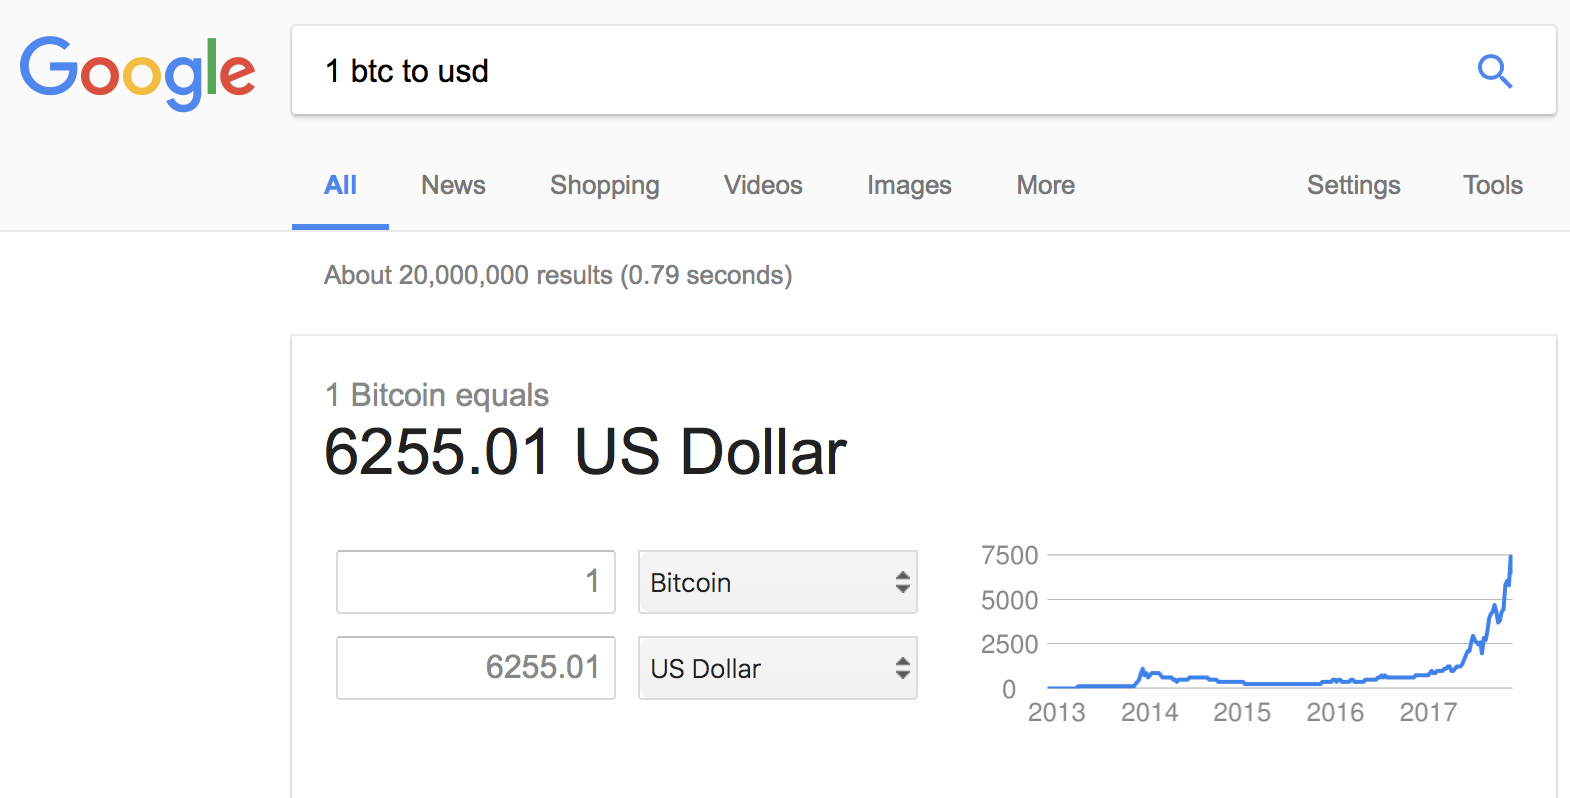 Google
1 btc to usd
All News Shopping Videos Images More Settings Tools
About 20,000,000 results (0.79 seconds)
1 Bitcoin equals
6255.01 US Dollar
1 Bitcoin
6255.01 US Dollar
7500
5000
2500
0
2013 2014 2015 2016 2017